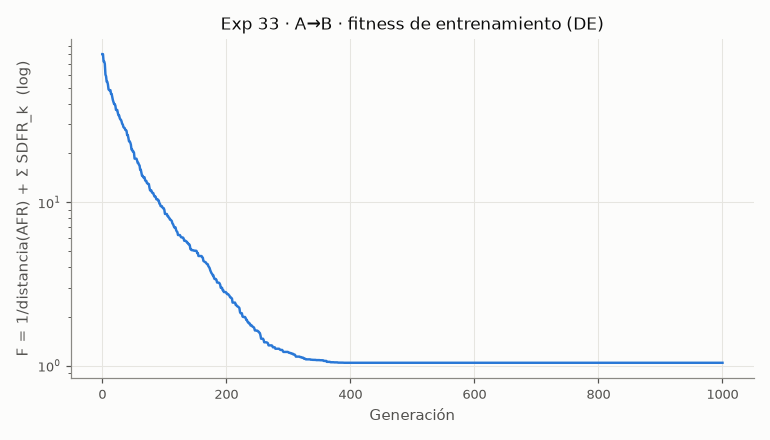 Exp 33 · A→B · fitness de entrenamiento (DE)
F = 1/distancia(AFR) + Σ SDFR_k (log)
10¹
10⁰
0 200 400 600 800 1000
Generación